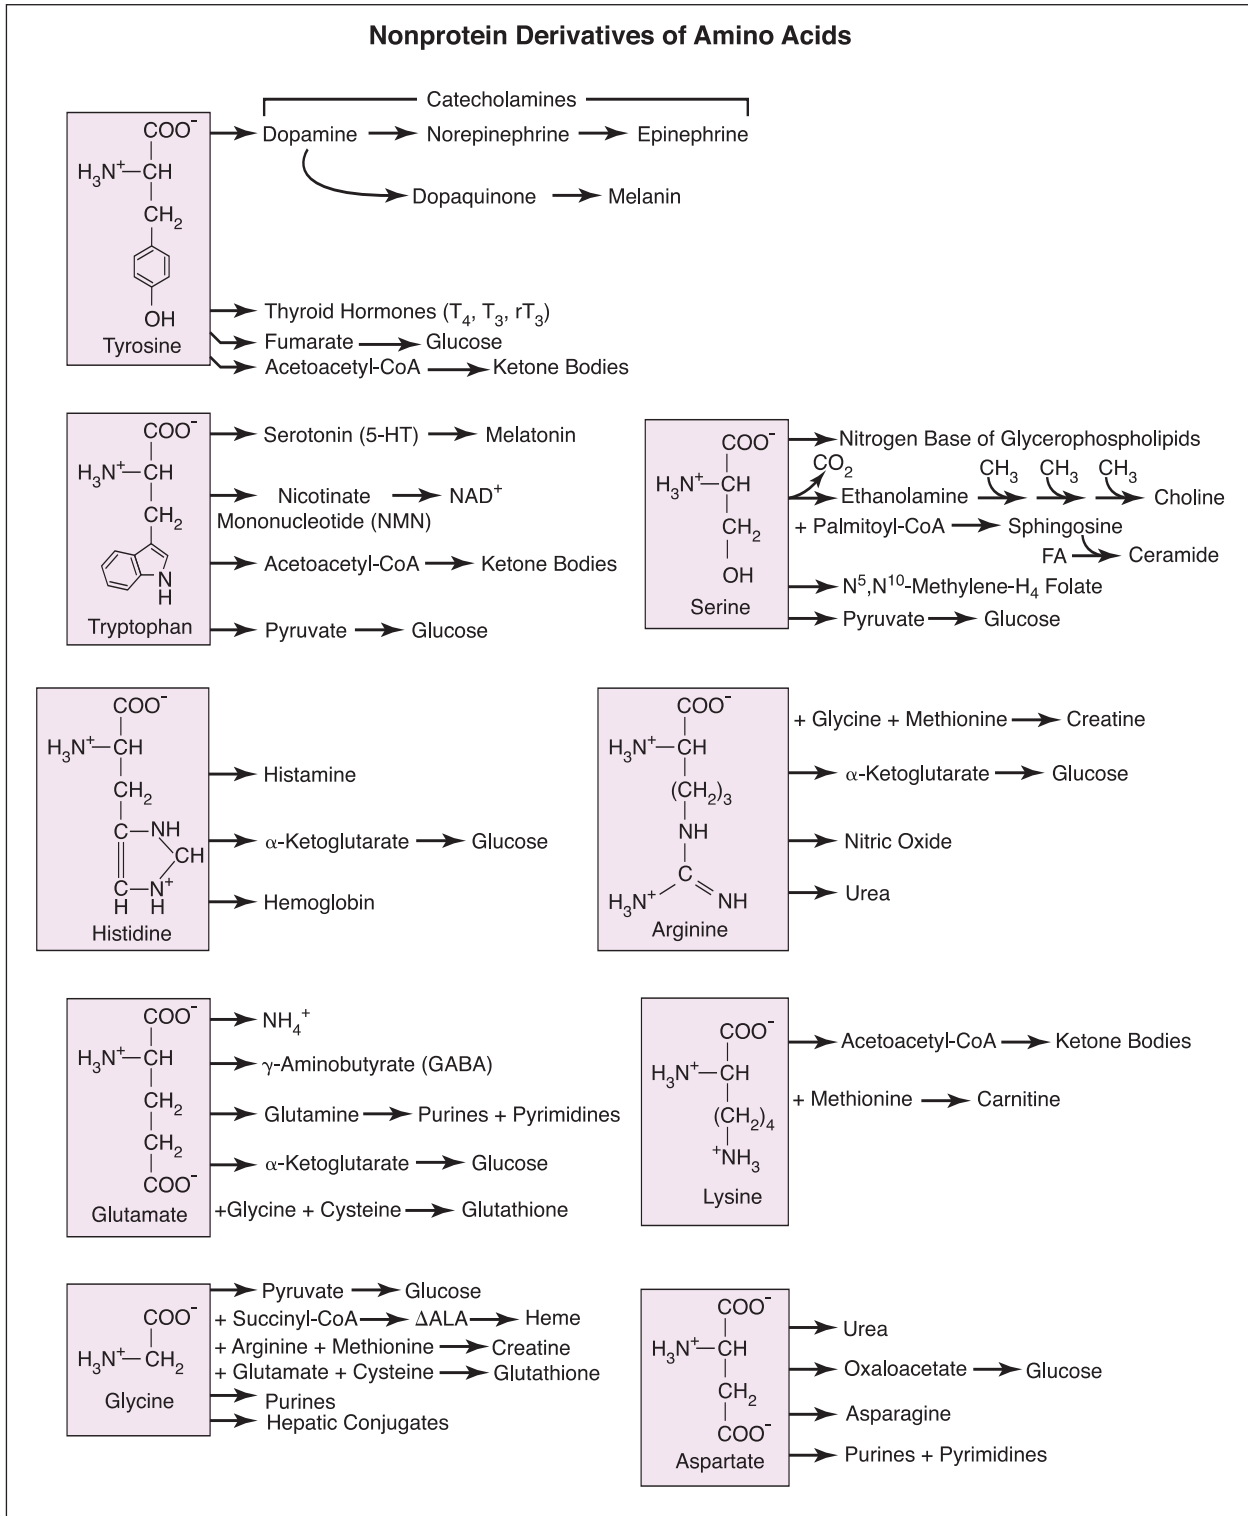 Nonprotein Derivatives of Amino Acids
Catecholamines
COO⁻
H₃N⁺—CH
CH₂
OH
Tyrosine
Dopamine Norepinephrine Epinephrine
Dopaquinone Melanin
Thyroid Hormones (T₄, T₃, rT₃)
Fumarate Glucose
Acetoacetyl-CoA Ketone Bodies
COO⁻
H₃N⁺—CH
CH₂
N
H
Tryptophan
Serotonin (5-HT) Melatonin
Nicotinate NAD⁺
Mononucleotide (NMN)
Acetoacetyl-CoA Ketone Bodies
Pyruvate Glucose
COO⁻
H₃N⁺—CH
CH₂
OH
Serine
Nitrogen Base of Glycerophospholipids
CO₂ CH₃ CH₃ CH₃
Ethanolamine Choline
+ Palmitoyl-CoA Sphingosine
FA Ceramide
N⁵,N¹⁰-Methylene-H₄ Folate
Pyruvate Glucose
COO⁻
H₃N⁺—CH
CH₂
C—NH
CH
C—N⁺
H H
Histidine
Histamine
α-Ketoglutarate Glucose
Hemoglobin
COO⁻
H₃N⁺—CH
(CH₂)₃
NH
C
H₃N⁺ NH
Arginine
+ Glycine + Methionine Creatine
α-Ketoglutarate Glucose
Nitric Oxide
Urea
COO⁻
H₃N⁺—CH
CH₂
CH₂
COO⁻
Glutamate
NH₄⁺
γ-Aminobutyrate (GABA)
Glutamine Purines + Pyrimidines
α-Ketoglutarate Glucose
+Glycine + Cysteine Glutathione
COO⁻
H₃N⁺—CH
(CH₂)₄
⁺NH₃
Lysine
Acetoacetyl-CoA Ketone Bodies
+ Methionine Carnitine
COO⁻
H₃N⁺—CH₂
Glycine
Pyruvate Glucose
+ Succinyl-CoA ΔALA Heme
+ Arginine + Methionine Creatine
+ Glutamate + Cysteine Glutathione
Purines
Hepatic Conjugates
COO⁻
H₃N⁺—CH
CH₂
COO⁻
Aspartate
Urea
Oxaloacetate Glucose
Asparagine
Purines + Pyrimidines